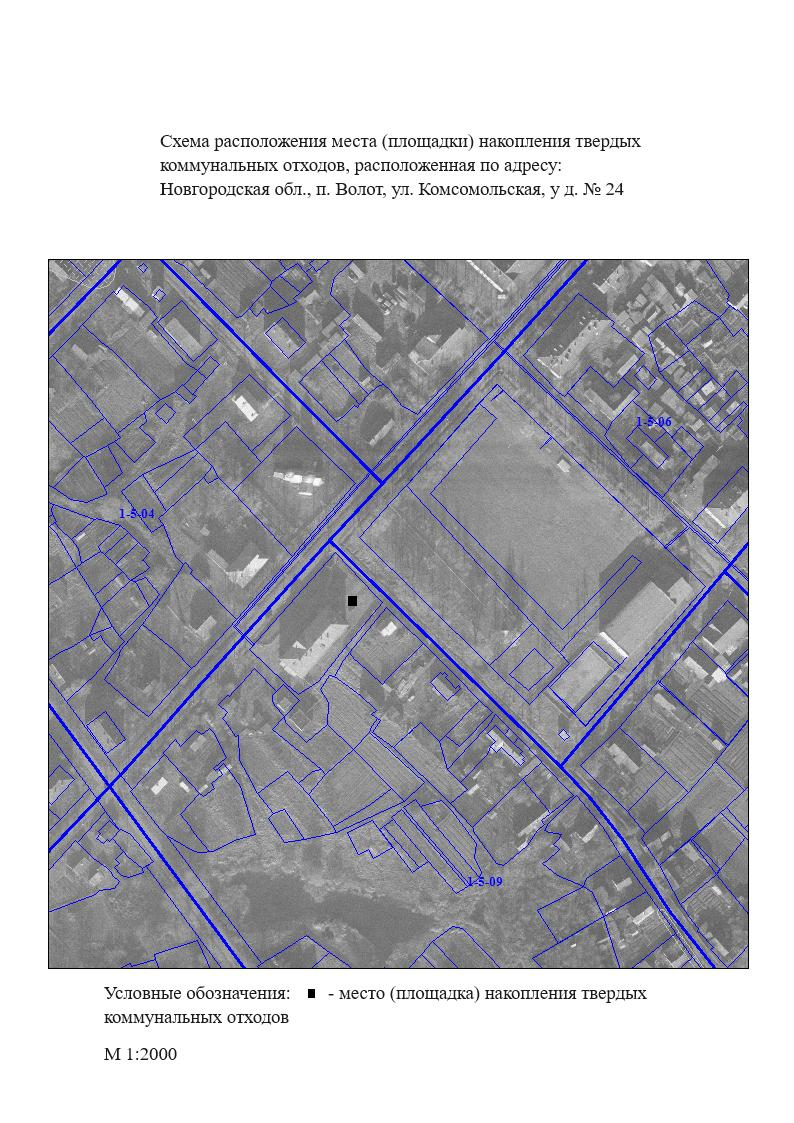 Схема расположения места (площадки) накопления твердых
коммунальных отходов, расположенная по адресу:
Новгородская обл., п. Волот, ул. Комсомольская, у д. № 24
1-5-06
1-5-04
1-5-09
Условные обозначения: - место (площадка) накопления твердых
коммунальных отходов
М 1:2000